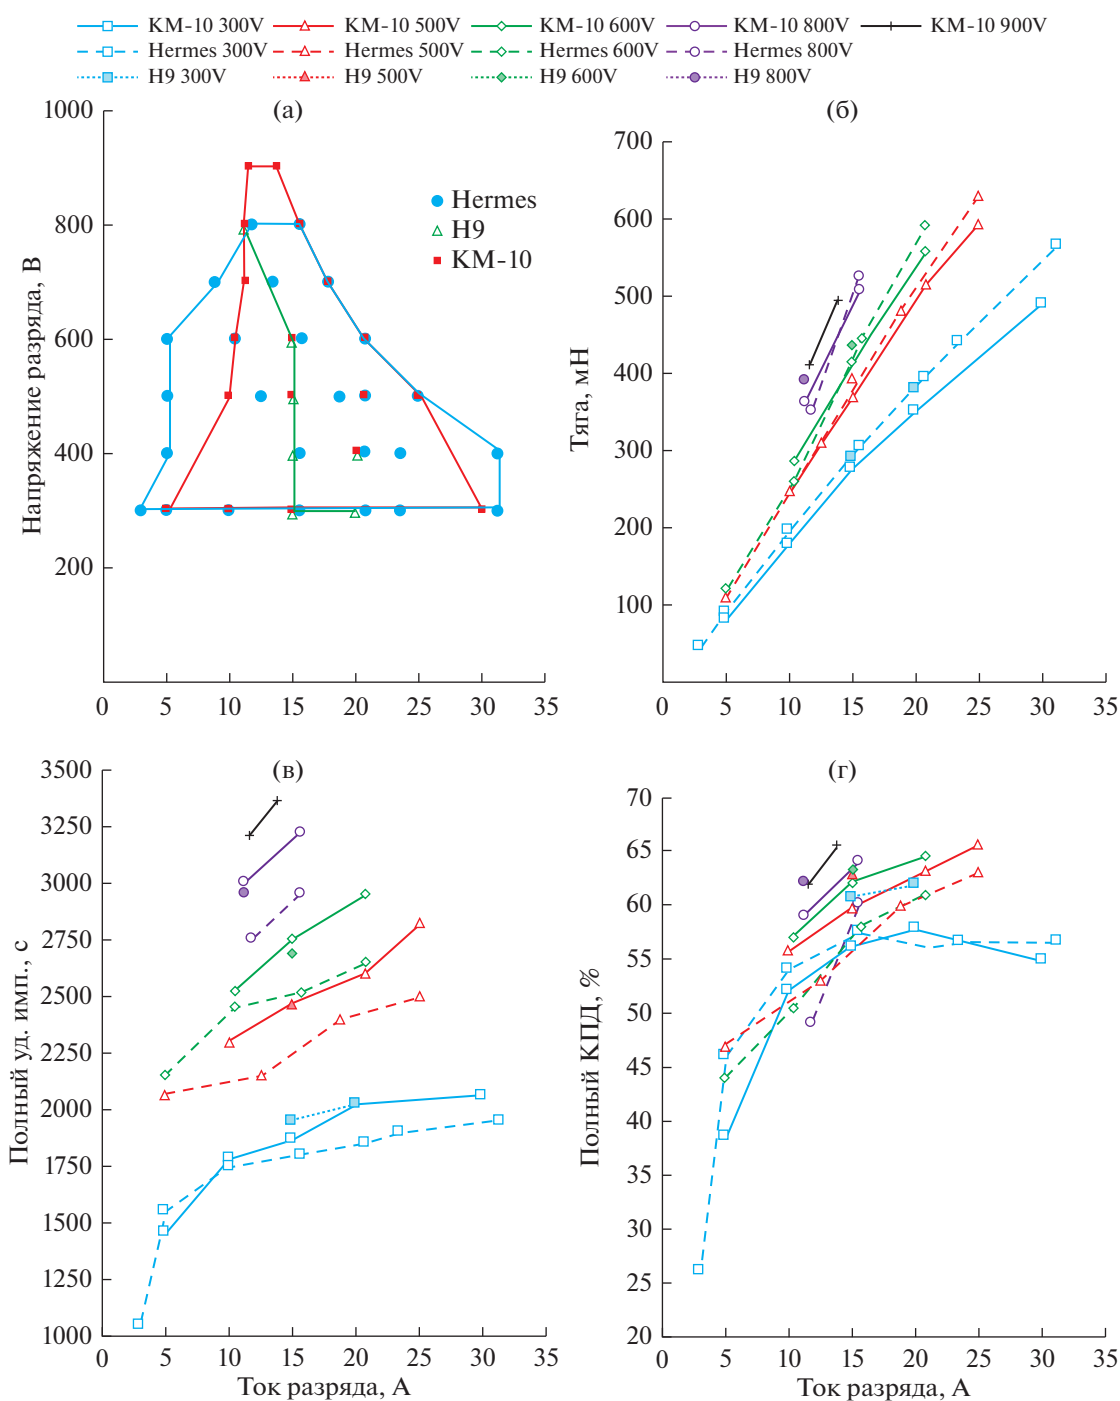 KM-10 300V KM-10 500V KM-10 600V KM-10 800V KM-10 900V
Hermes 300V Hermes 500V Hermes 600V Hermes 800V
H9 300V H9 500V H9 600V H9 800V
(а)
Напряжение разряда, В
1000
800
600
400
200
0 5 10 15 20 25 30 35
Hermes
H9
KM-10
(б)
Тяга, мН
700
600
500
400
300
200
100
0 5 10 15 20 25 30 35
(в)
Полный уд. имп., с
3500
3250
3000
2750
2500
2250
2000
1750
1500
1250
1000
0 5 10 15 20 25 30 35
Ток разряда, А
(г)
Полный КПД, %
70
65
60
55
50
45
40
35
30
25
20
0 5 10 15 20 25 30 35
Ток разряда, А